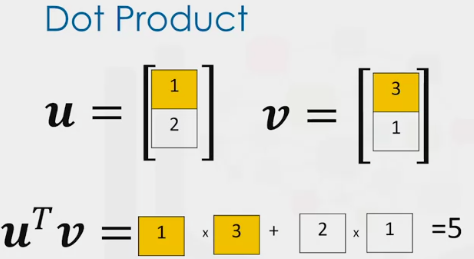 Dot Product
u = [1 2] v = [3 1]
u^T v = 1 x 3 + 2 x 1 =5